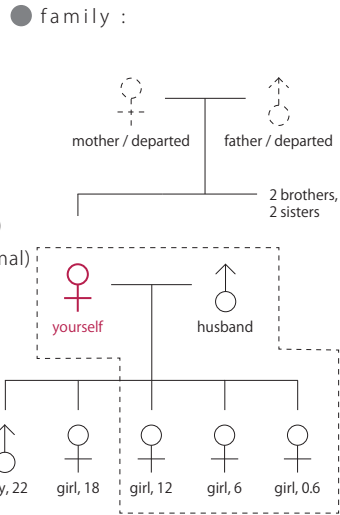 family :
mother / departed
father / departed
2 brothers,
2 sisters
yourself
husband
, 22
girl, 18
girl, 12
girl, 6
girl, 0.6